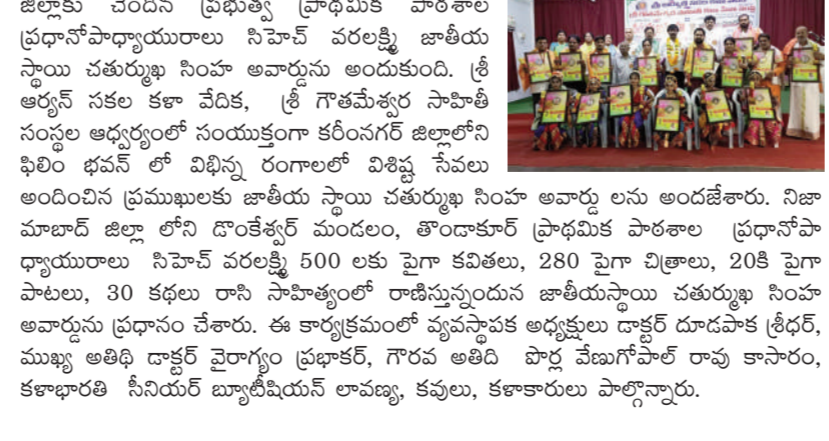 జిల్లాకు చెందిన ప్రభుత్వ ప్రాథమిక పాఠశాల
ప్రధానోపాధ్యాయురాలు సిహెచ్ వరలక్ష్మి జాతీయ
స్థాయి చతుర్ముఖ సింహ అవార్డును అందుకుంది. శ్రీ
ఆర్యన్ సకల కళా వేదిక, శ్రీ గౌతమేశ్వర సాహితీ
సంస్థల ఆధ్వర్యంలో సంయుక్తంగా కరీంనగర్ జిల్లాలోని
ఫిలిం భవన్ లో విభిన్న రంగాలలో విశిష్ట సేవలు
అందించిన ప్రముఖులకు జాతీయ స్థాయి చతుర్ముఖ సింహ అవార్డు లను అందజేశారు. నిజా
మాబాద్ జిల్లా లోని డొంకేశ్వర్ మండలం, తొండాకూర్ ప్రాథమిక పాఠశాల ప్రధానోపా
ధ్యాయురాలు సిహెచ్ వరలక్ష్మి 500 లకు పైగా కవితలు, 280 పైగా చిత్రాలు, 20కి పైగా
పాటలు, 30 కథలు రాసి సాహిత్యంలో రాణిస్తున్నందున జాతీయస్థాయి చతుర్ముఖ సింహ
అవార్డును ప్రధానం చేశారు. ఈ కార్యక్రమంలో వ్యవస్థాపక అధ్యక్షులు డాక్టర్ దూడపాక శ్రీధర్,
ముఖ్య అతిథి డాక్టర్ వైరాగ్యం ప్రభాకర్, గౌరవ అతిది పొర్ల వేణుగోపాల్ రావు కాసారం,
కళాభారతి సీనియర్ బ్యూటీషియన్ లావణ్య, కవులు, కళాకారులు పాల్గొన్నారు.